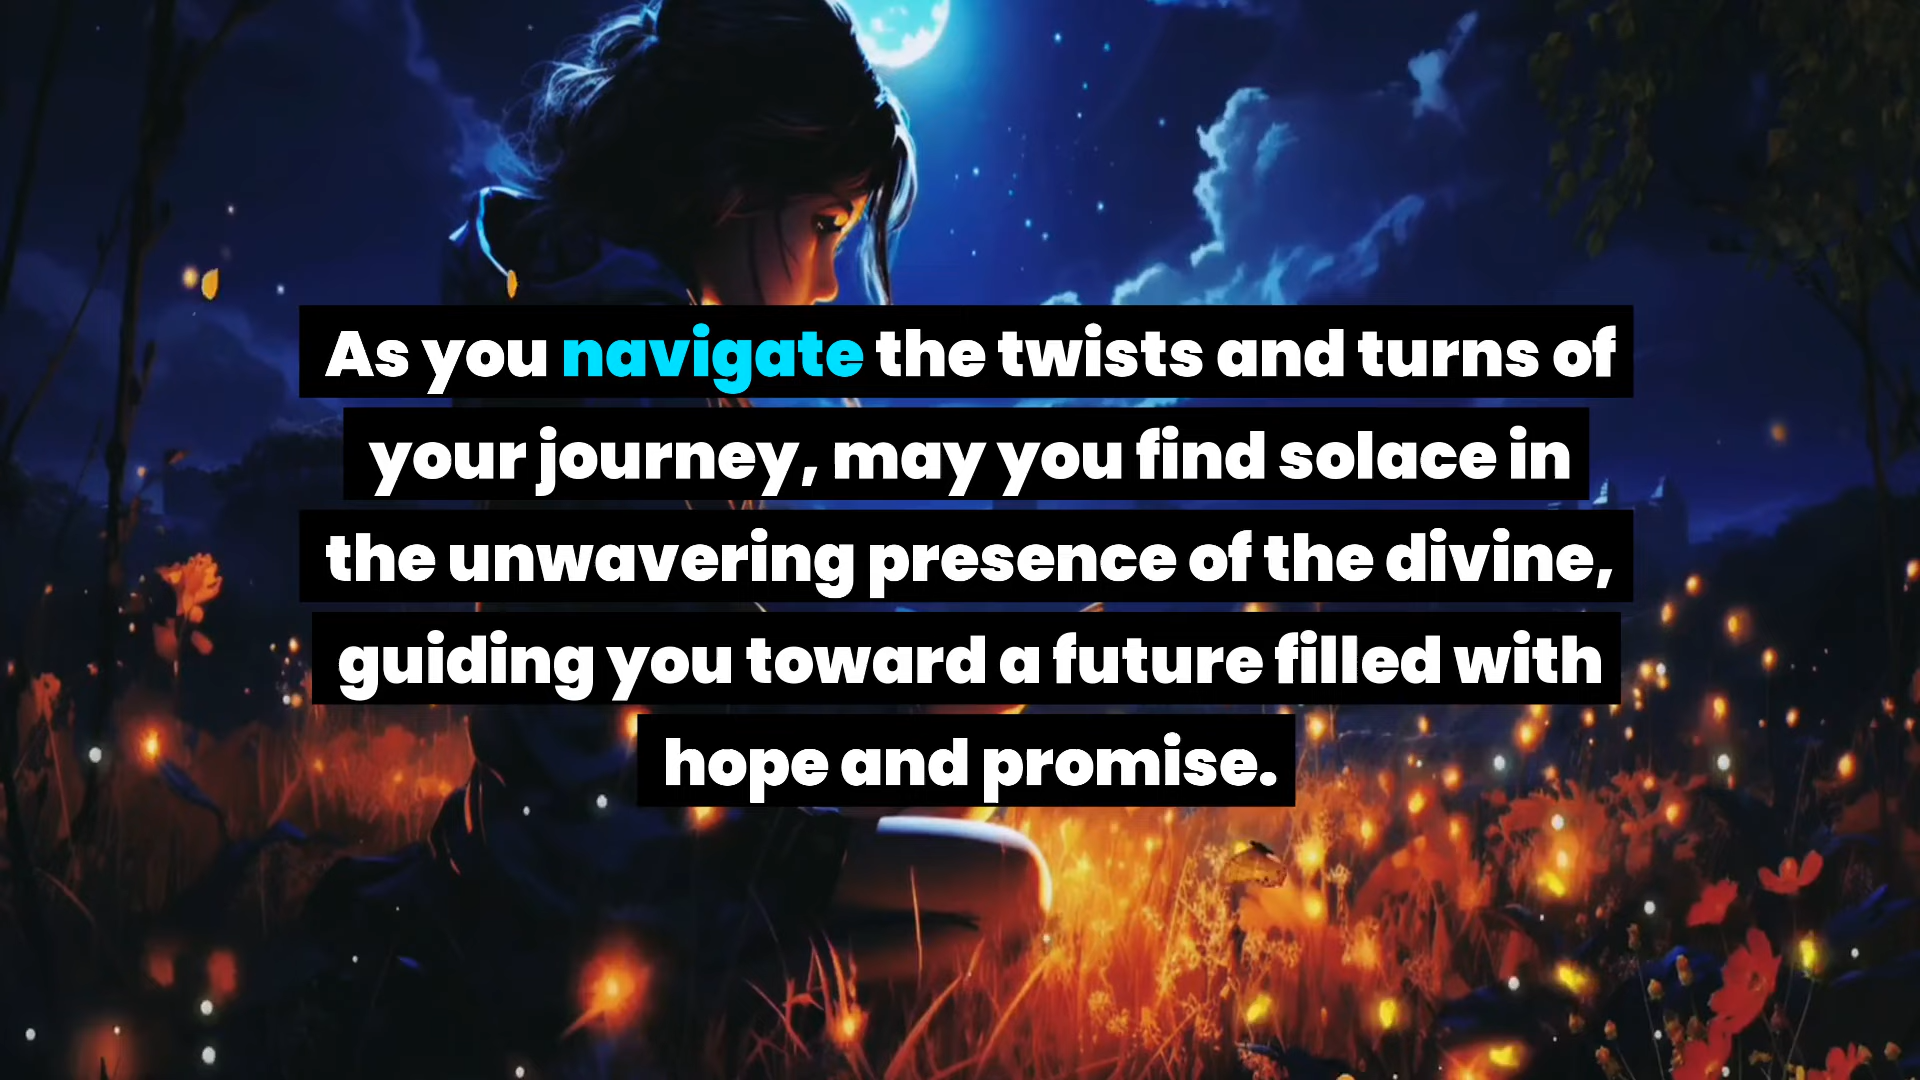 As you navigate the twists and turns of
your journey, may you find solace in
the unwavering presence of the divine,
guiding you toward a future filled with
hope and promise.